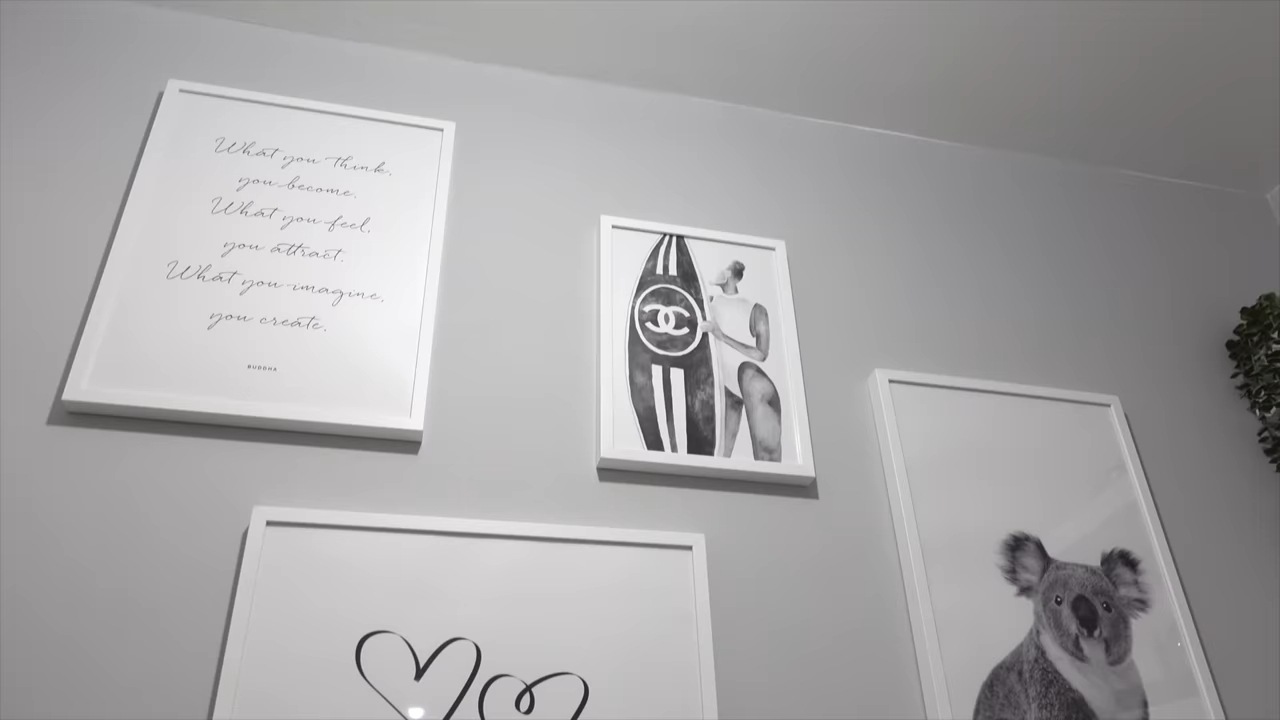 What you think,
you become.
What you feel,
you attract.
What you imagine,
you create.
BUDDHA